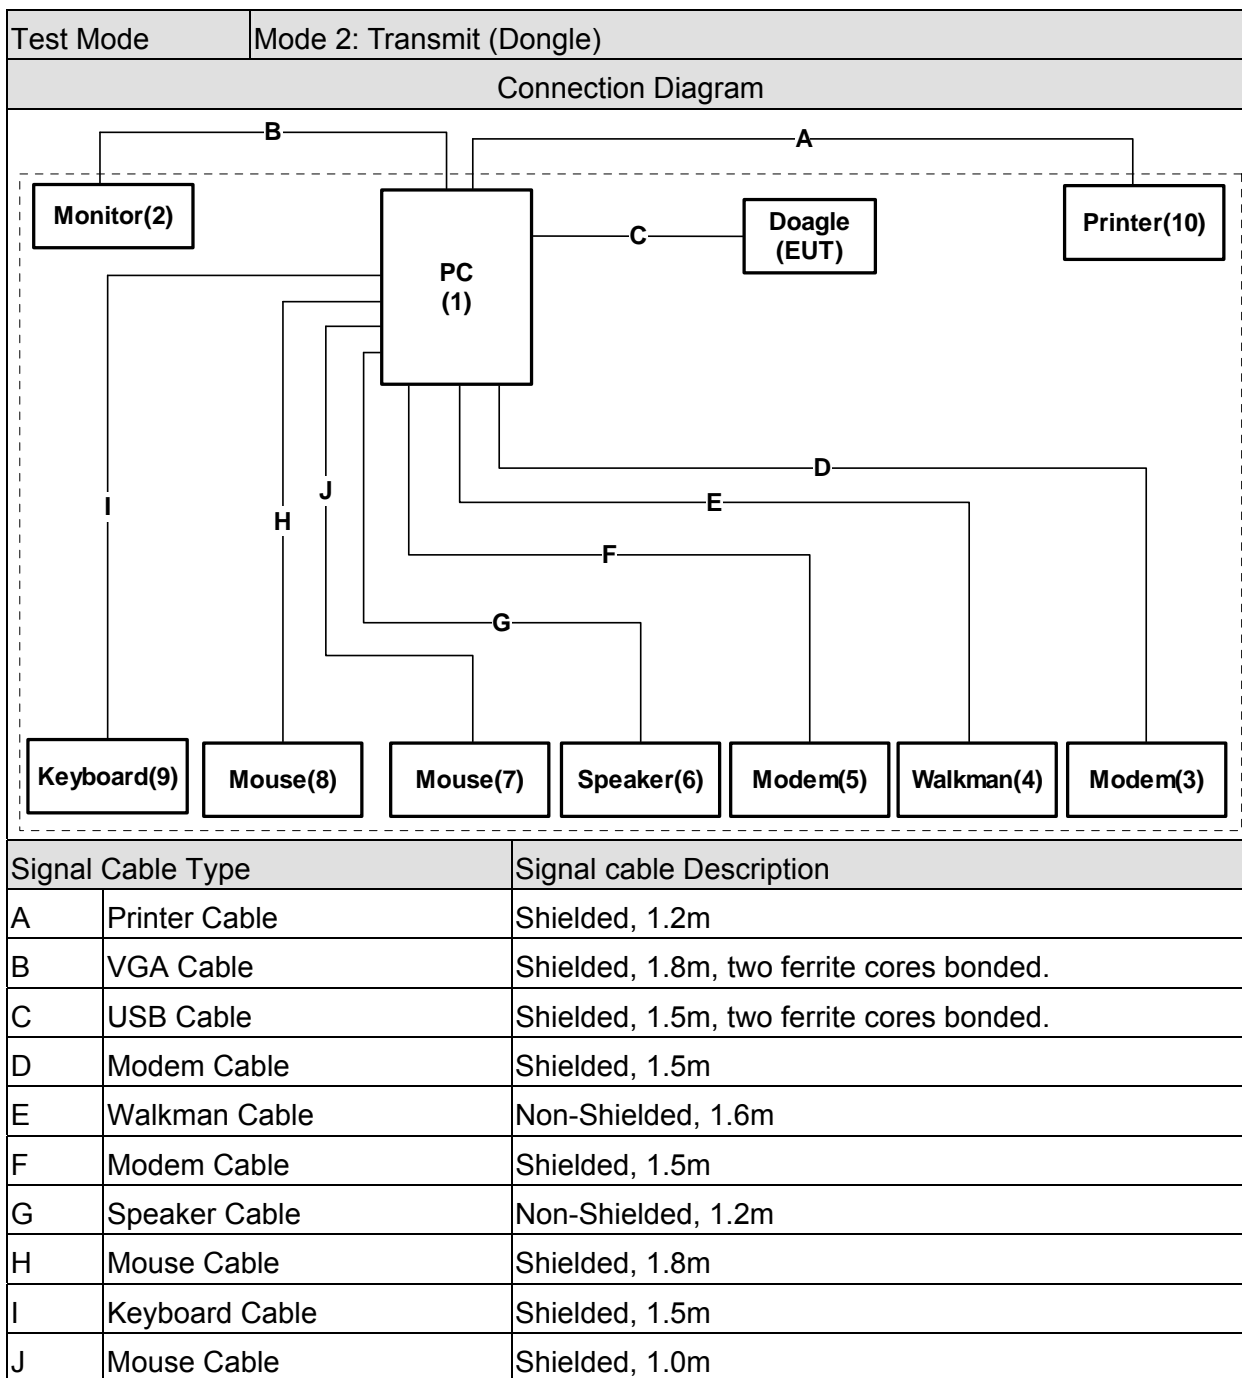 Test Mode Mode 2: Transmit (Dongle)
Connection Diagram
B
A
Monitor(2)
PC
(1)
C
Doagle
(EUT)
Printer(10)
D
E
F
G
H
I
J
Keyboard(9) Mouse(8) Mouse(7) Speaker(6) Modem(5) Walkman(4) Modem(3)
Signal Cable Type Signal cable Description
A Printer Cable Shielded, 1.2m
B VGA Cable Shielded, 1.8m, two ferrite cores bonded.
C USB Cable Shielded, 1.5m, two ferrite cores bonded.
D Modem Cable Shielded, 1.5m
E Walkman Cable Non-Shielded, 1.6m
F Modem Cable Shielded, 1.5m
G Speaker Cable Non-Shielded, 1.2m
H Mouse Cable Shielded, 1.8m
I Keyboard Cable Shielded, 1.5m
J Mouse Cable Shielded, 1.0m